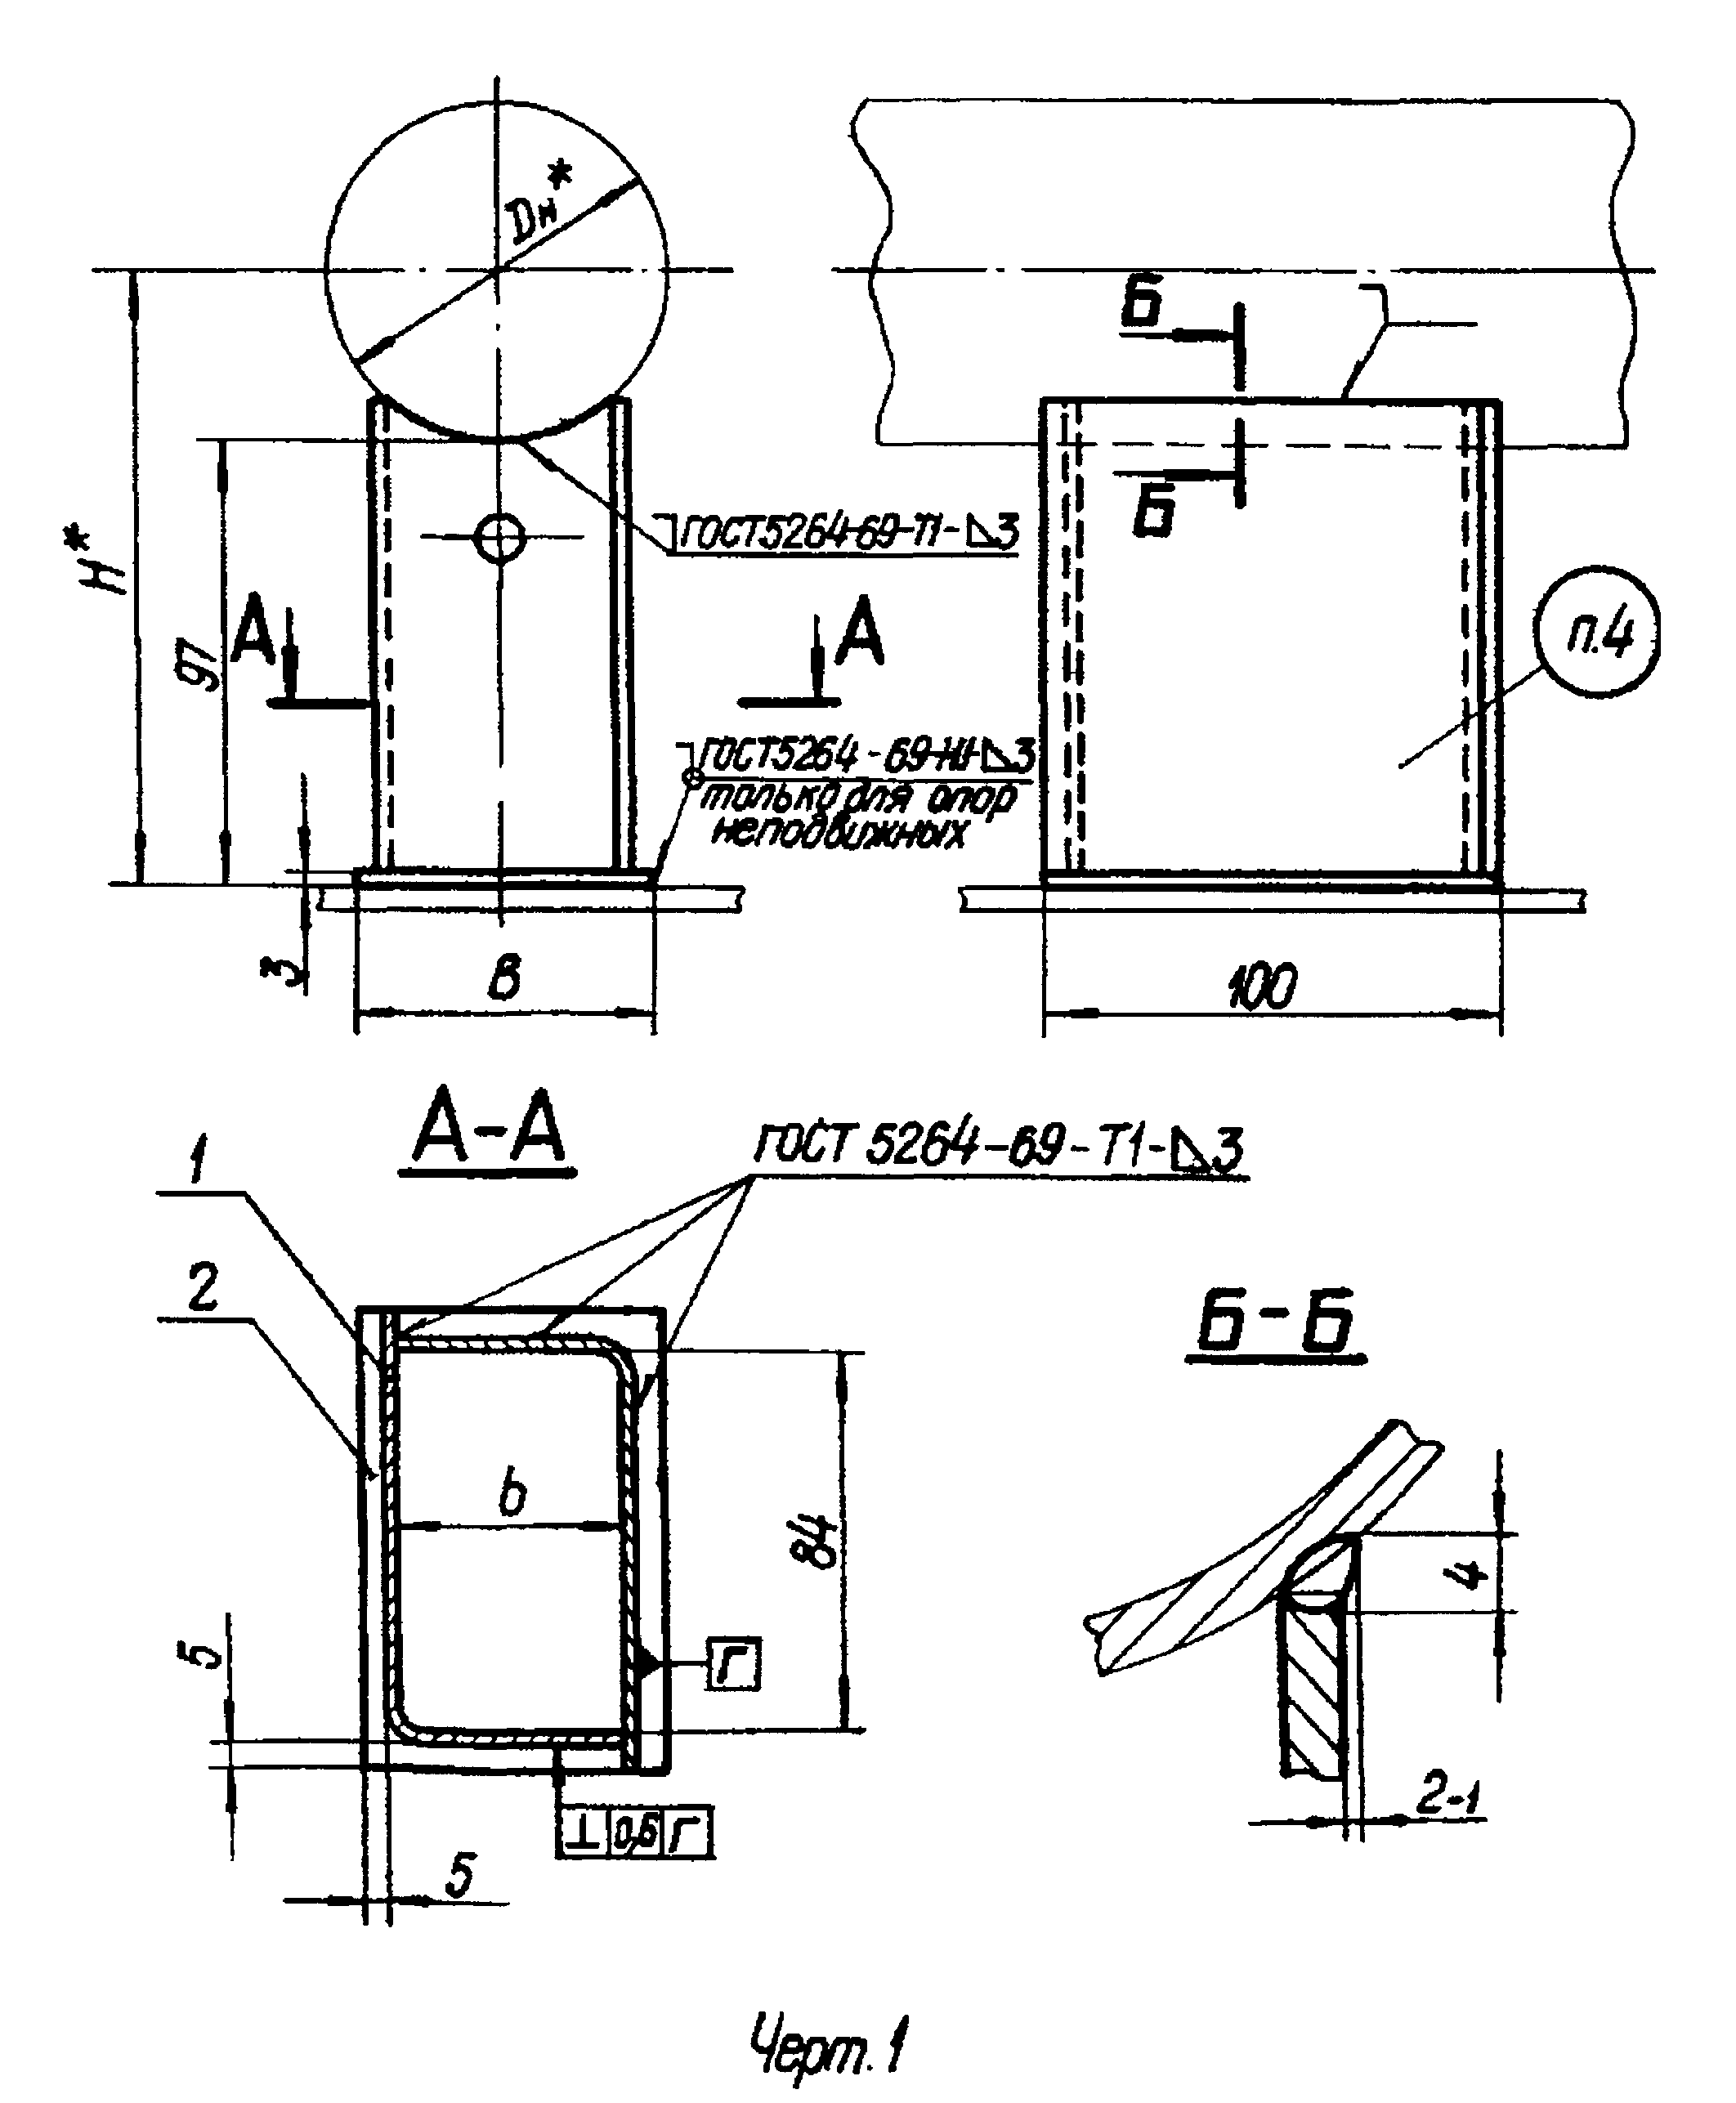 Dн*
Б
Б
ГОСТ5264-69-Т1-◺3
H*
97
А
А
п.4
ГОСТ5264-69-Н1-◺3
только для опор
неподвижных
3
B
100
А-А
ГОСТ 5264-69-Т1-◺3
1
2
Б-Б
b
84
4
5
Г
2-1
⊥ 0,5 Г
5
Черт. 1